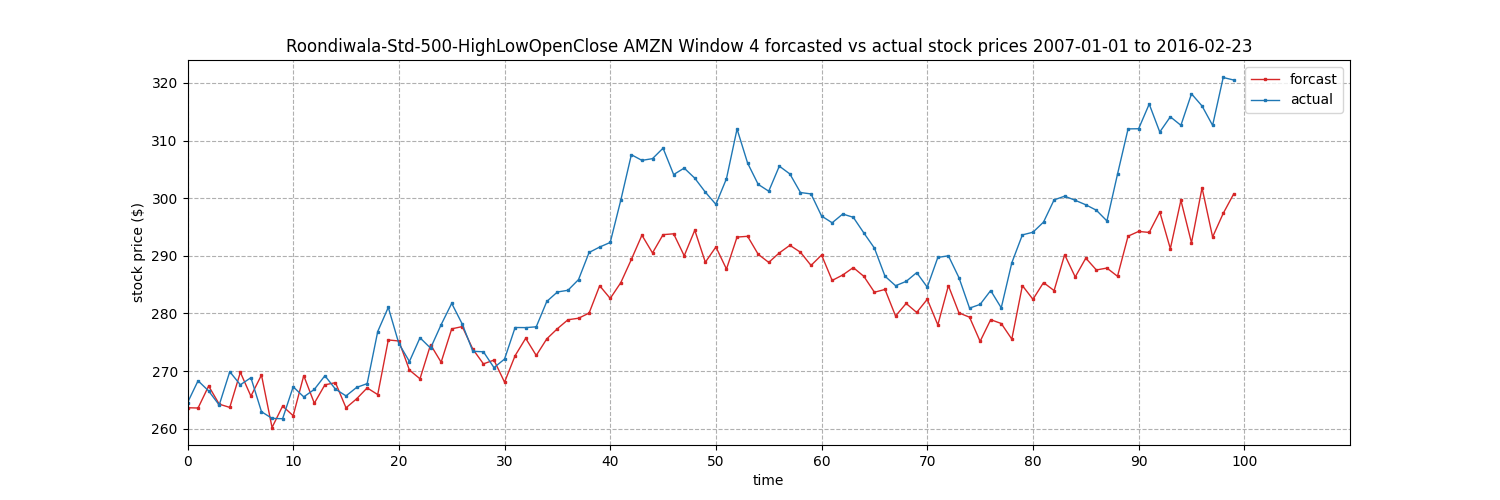 Roondiwala-Std-500-HighLowOpenClose AMZN Window 4 forcasted vs actual stock prices 2007-01-01 to 2016-02-23
forcast
actual
stock price ($)
320
310
300
290
280
270
260
0 10 20 30 40 50 60 70 80 90 100
time